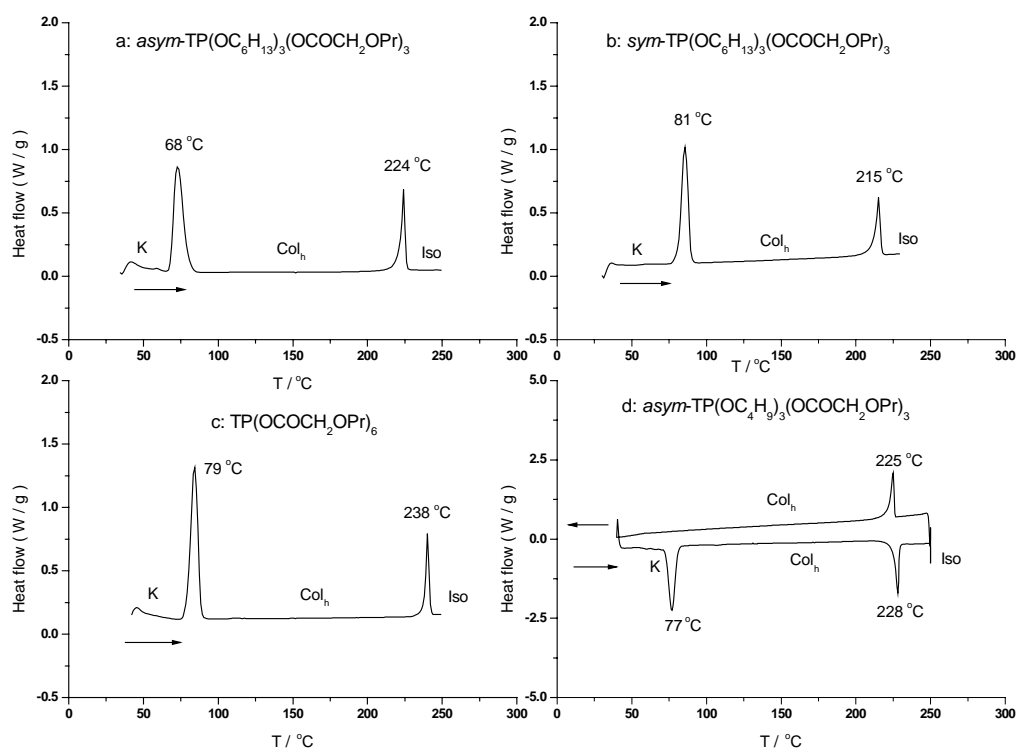 a: asym-TP(OC₆H₁₃)₃(OCOCH₂OPr)₃
Heat flow ( W / g )
2.0
1.5
1.0
0.5
0.0
-0.5
68 °C
224 °C
K
Colₕ
Iso
0 50 100 150 200 250 300
T / °C
b: sym-TP(OC₆H₁₃)₃(OCOCH₂OPr)₃
Heat flow ( W / g )
2.0
1.5
1.0
0.5
0.0
-0.5
81 °C
215 °C
K
Colₕ
Iso
0 50 100 150 200 250 300
T / °C
c: TP(OCOCH₂OPr)₆
Heat flow ( W / g )
2.0
1.5
1.0
0.5
0.0
-0.5
79 °C
238 °C
K
Colₕ
Iso
0 50 100 150 200 250 300
T / °C
d: asym-TP(OC₄H₉)₃(OCOCH₂OPr)₃
Heat flow ( W / g )
5.0
2.5
0.0
-2.5
-5.0
225 °C
Colₕ
K
Colₕ
Iso
77 °C
228 °C
0 50 100 150 200 250 300
T / °C